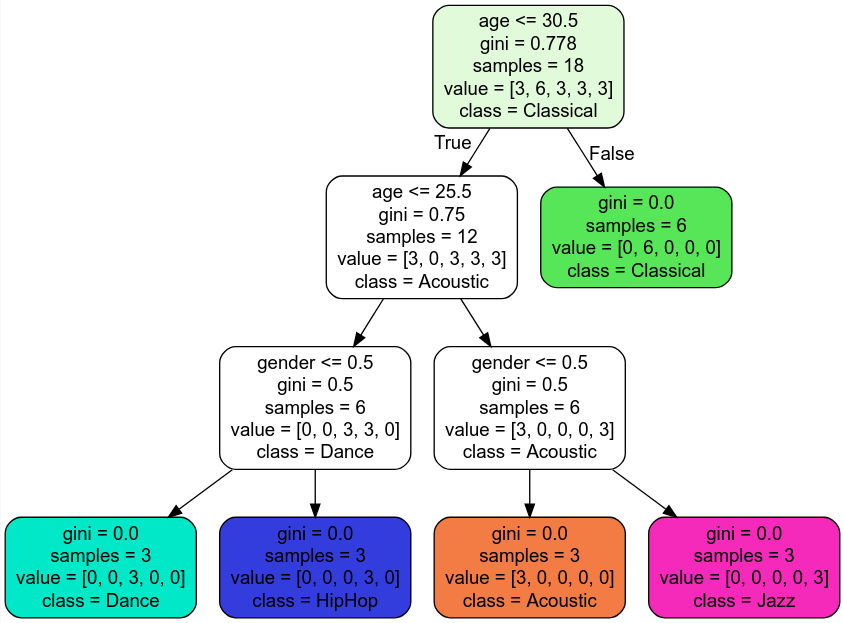 age <= 30.5
gini = 0.778
samples = 18
value = [3, 6, 3, 3, 3]
class = Classical
True
False
age <= 25.5
gini = 0.75
samples = 12
value = [3, 0, 3, 3, 3]
class = Acoustic
gini = 0.0
samples = 6
value = [0, 6, 0, 0, 0]
class = Classical
gender <= 0.5
gini = 0.5
samples = 6
value = [0, 0, 3, 3, 0]
class = Dance
gender <= 0.5
gini = 0.5
samples = 6
value = [3, 0, 0, 0, 3]
class = Acoustic
gini = 0.0
samples = 3
value = [0, 0, 3, 0, 0]
class = Dance
gini = 0.0
samples = 3
value = [0, 0, 0, 3, 0]
class = HipHop
gini = 0.0
samples = 3
value = [3, 0, 0, 0, 0]
class = Acoustic
gini = 0.0
samples = 3
value = [0, 0, 0, 0, 3]
class = Jazz